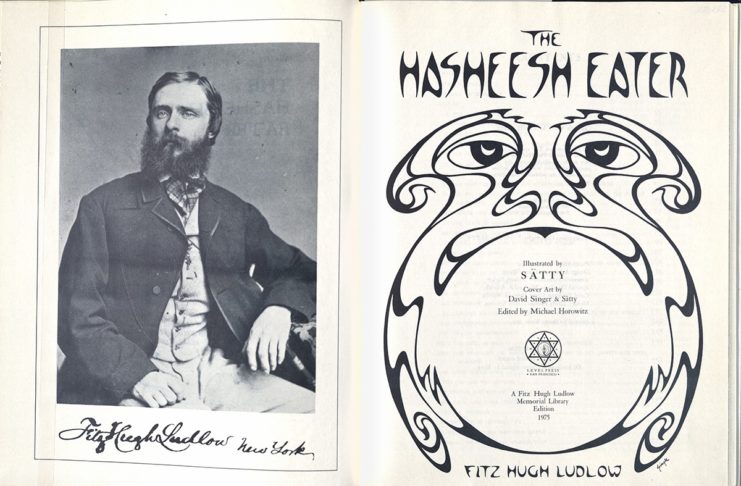 Fitz Hugh Ludlow New York
THE
HASHEESH EATER
Illustrated by
SÄTTY
Cover Art by
David Singer & Sätty
Edited by Michael Horowitz
LEVEL PRESS
SAN FRANCISCO
A Fitz Hugh Ludlow
Memorial Library
Edition
1975
FITZ HUGH LUDLOW